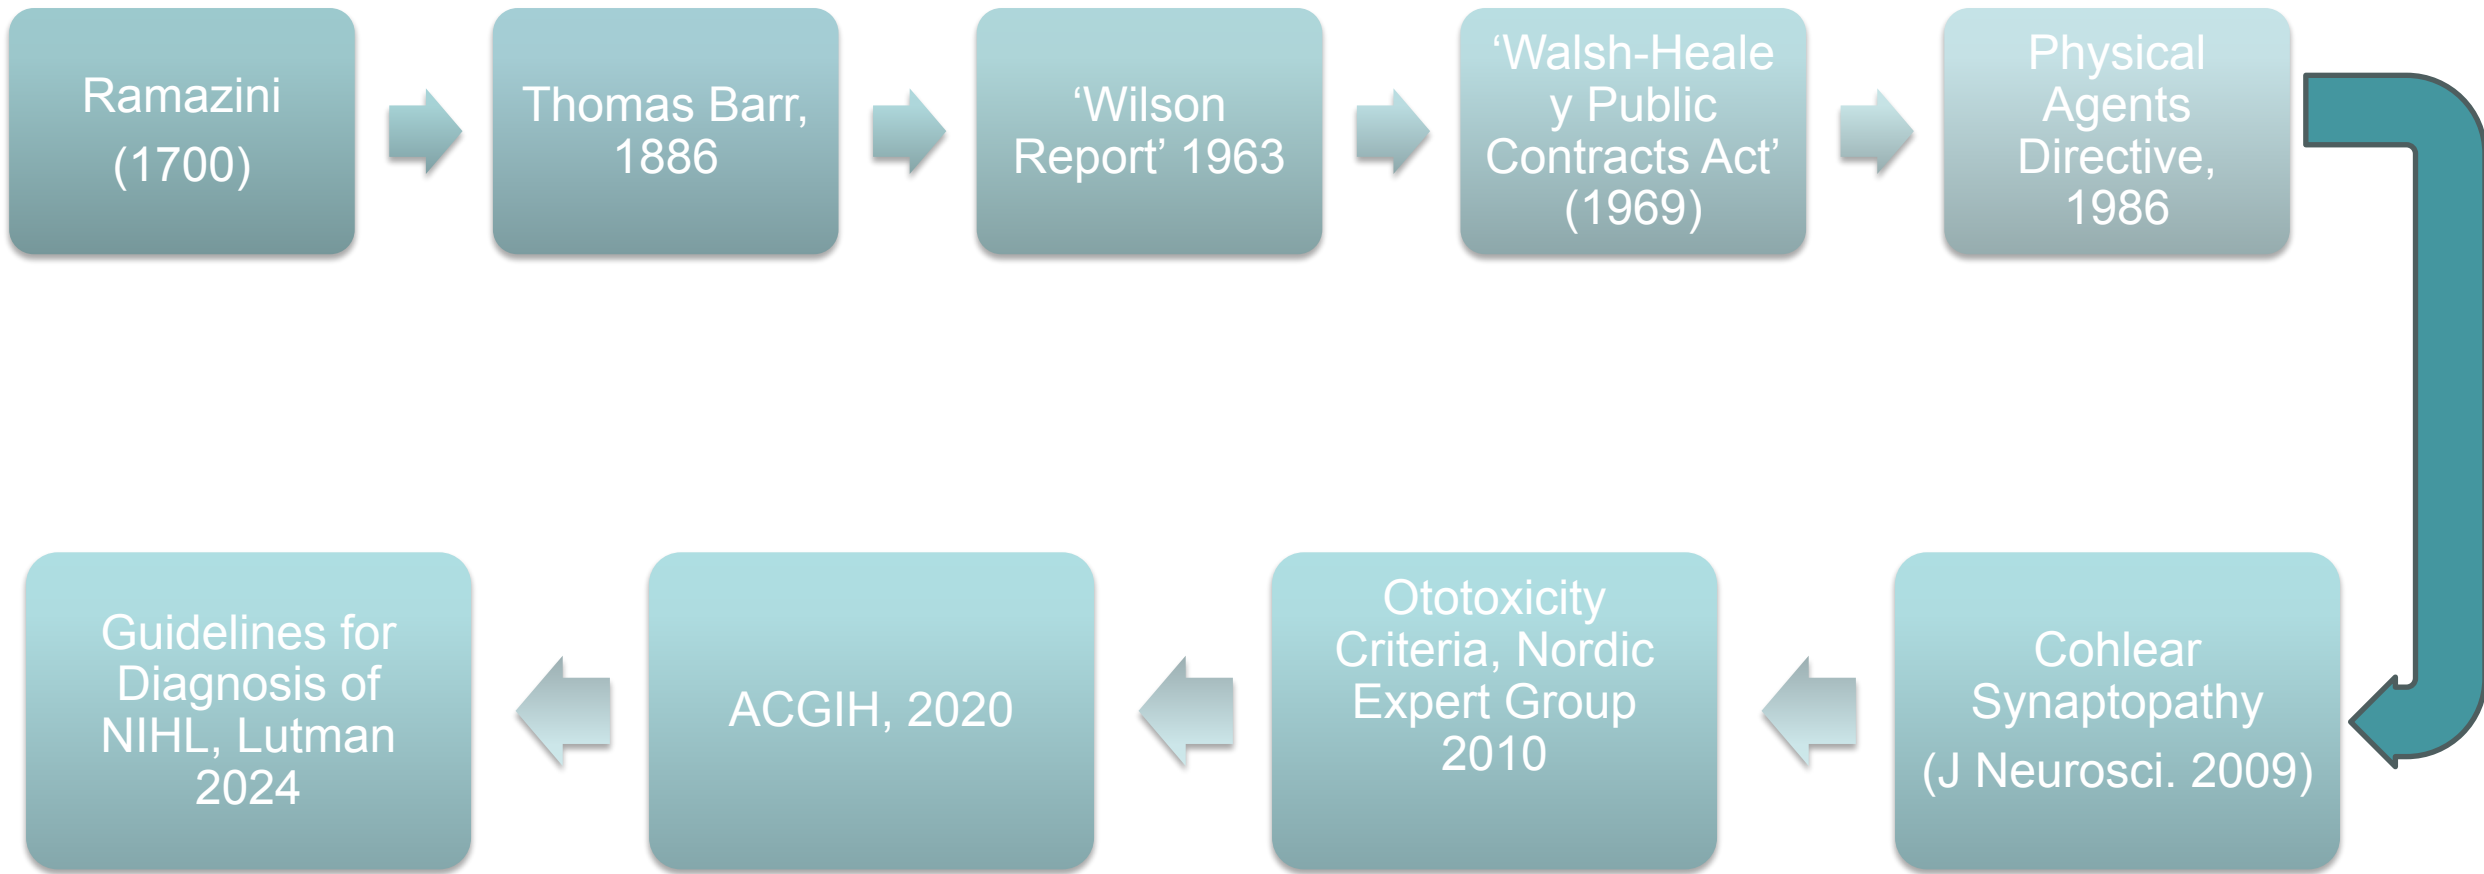 Ramazini
(1700)
Thomas Barr,
1886
‘Wilson
Report’ 1963
‘Walsh-Heale
y Public
Contracts Act’
(1969)
Physical
Agents
Directive,
1986
Cohlear
Synaptopathy
(J Neurosci. 2009)
Ototoxicity
Criteria, Nordic
Expert Group
2010
ACGIH, 2020
Guidelines for
Diagnosis of
NIHL, Lutman
2024